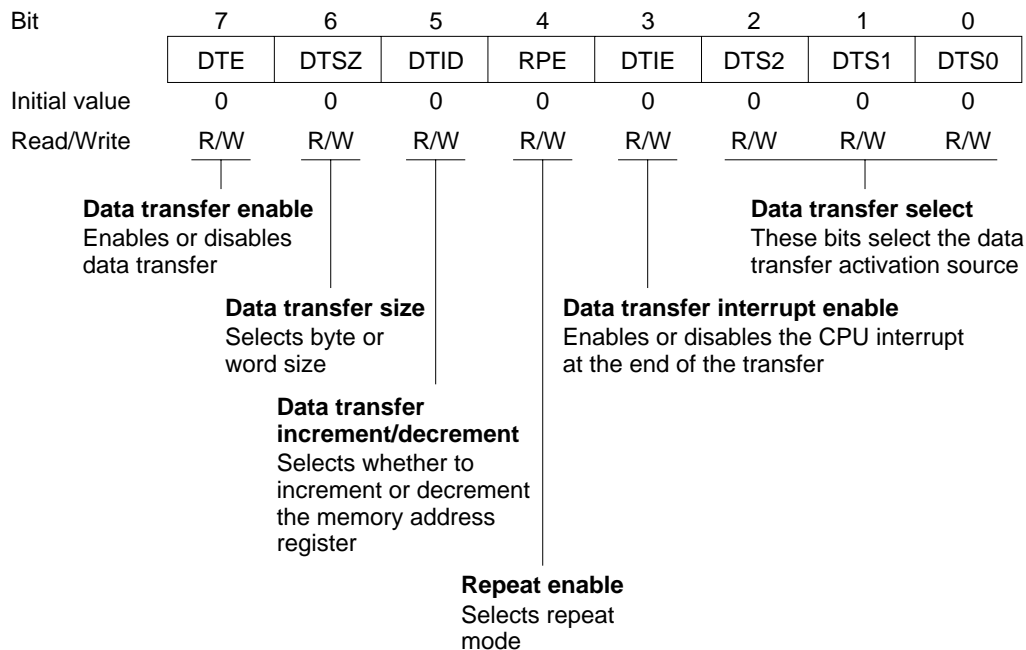 Bit 7 6 5 4 3 2 1 0
DTE DTSZ DTID RPE DTIE DTS2 DTS1 DTS0
Initial value 0 0 0 0 0 0 0 0
Read/Write R/W R/W R/W R/W R/W R/W R/W R/W
Data transfer enable
Enables or disables
data transfer
Data transfer select
These bits select the data
transfer activation source
Data transfer size
Selects byte or
word size
Data transfer interrupt enable
Enables or disables the CPU interrupt
at the end of the transfer
Data transfer
increment/decrement
Selects whether to
increment or decrement
the memory address
register
Repeat enable
Selects repeat
mode